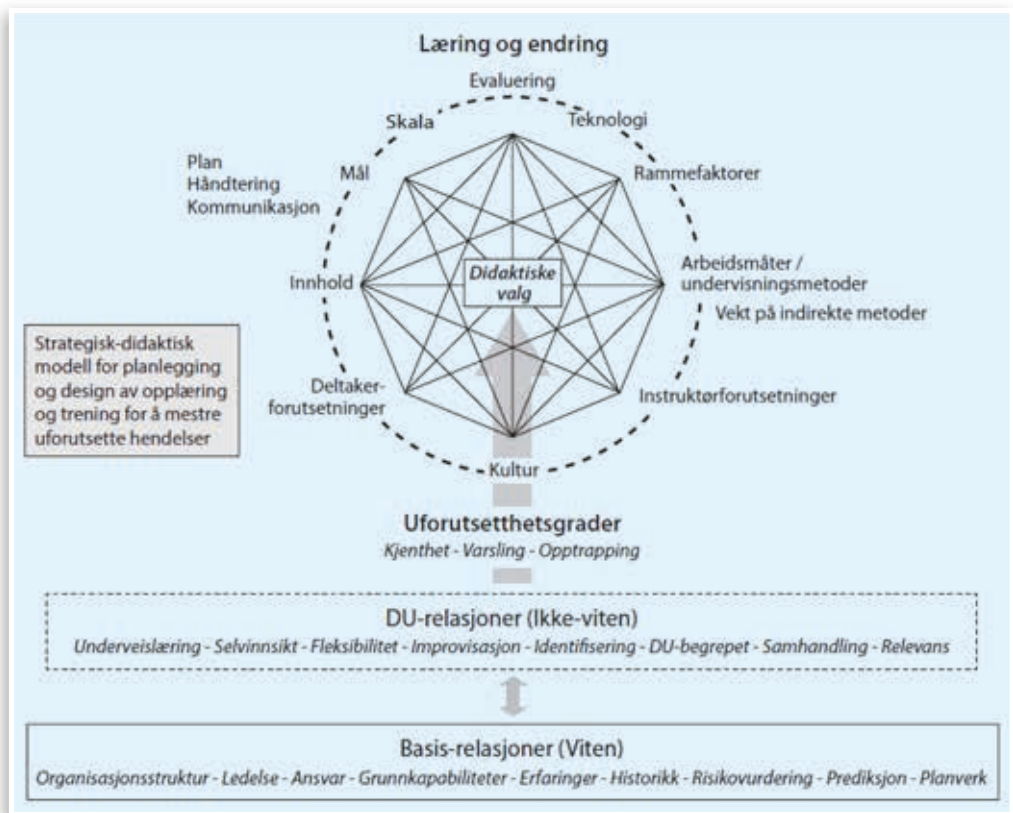 Læring og endring
Evaluering
Skala
Teknologi
Plan
Håndtering
Kommunikasjon
Mål
Rammefaktorer
Innhold
Didaktiske
valg
Arbeidsmåter /
undervisningsmetoder
Vekt på indirekte metoder
Strategisk-didaktisk
modell for planlegging
og design av opplæring
og trening for å mestre
uforutsette hendelser
Deltaker-
forutsetninger
Instruktørforutsetninger
Kultur
Uforutsetthetsgrader
Kjenthet - Varsling - Opptrapping
DU-relasjoner (Ikke-viten)
Underveislæring - Selvinnsikt - Fleksibilitet - Improvisasjon - Identifisering - DU-begrepet - Samhandling - Relevans
Basis-relasjoner (Viten)
Organisasjonsstruktur - Ledelse - Ansvar - Grunnkapabiliteter - Erfaringer - Historikk - Risikovurdering - Prediksjon - Planverk